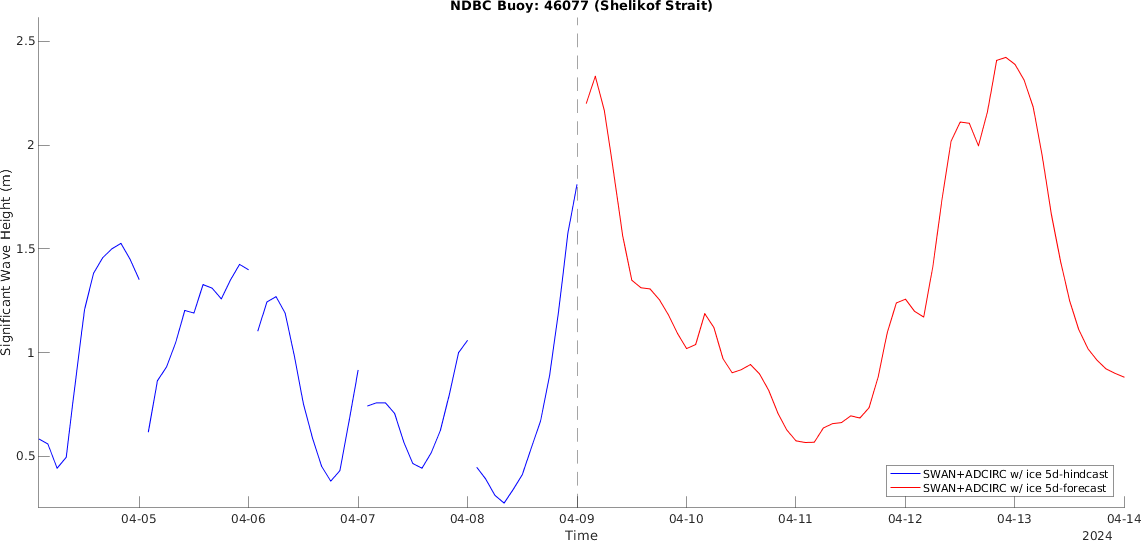 NDBC Buoy: 46077 (Shelikof Strait)
Significant Wave Height (m)
2.5
2
1.5
1
0.5
04-05 04-06 04-07 04-08 04-09 04-10 04-11 04-12 04-13 04-14
Time
2024
SWAN+ADCIRC w/ ice 5d-hindcast
SWAN+ADCIRC w/ ice 5d-forecast